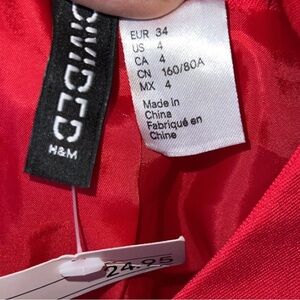 DIVIDED
H&M
EUR 34
US 4
CA 4
CN 160/80A
MX 4
Made in
China
Fabriqué en
Chine
24.95